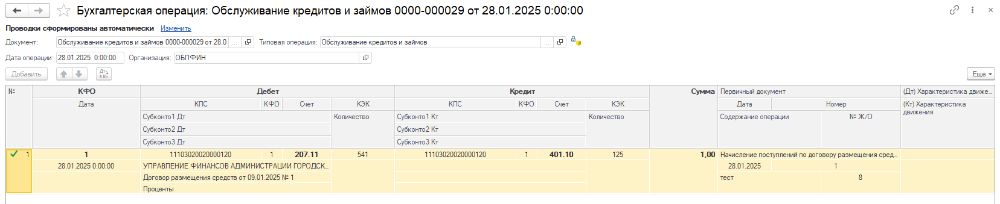 Бухгалтерская операция: Обслуживание кредитов и займов 0000-000029 от 28.01.2025 0:00:00
Проводки сформированы автоматически Изменить
Документ: Обслуживание кредитов и займов 0000-000029 от 28.0 ... Типовая операция: Обслуживание кредитов и займов ...
Дата операции: 28.01.2025 0:00:00 Организация: ОБЛФИН
Добавить Дт Кт Еще
№ КФО Дебет Кредит Сумма Первичный документ (Дт) Характеристика движе...
Дата КПС КФО Счет КЭК КПС КФО Счет КЭК Дата Номер (Кт) Характеристика движения
Субконто1 Дт Количество Субконто1 Кт Количество Содержание операции № Ж/О
Субконто2 Дт Субконто2 Кт
Субконто3 Дт Субконто3 Кт
1 1 11103020020000120 1 207.11 541 11103020020000120 1 401.10 125 1,00 Начисление поступлений по договору размещения сред...
28.01.2025 0:00:00 УПРАВЛЕНИЕ ФИНАНСОВ АДМИНИСТРАЦИИ ГОРОДСК... 28.01.2025 1
Договор размещения средств от 09.01.2025 № 1 тест 8
Проценты